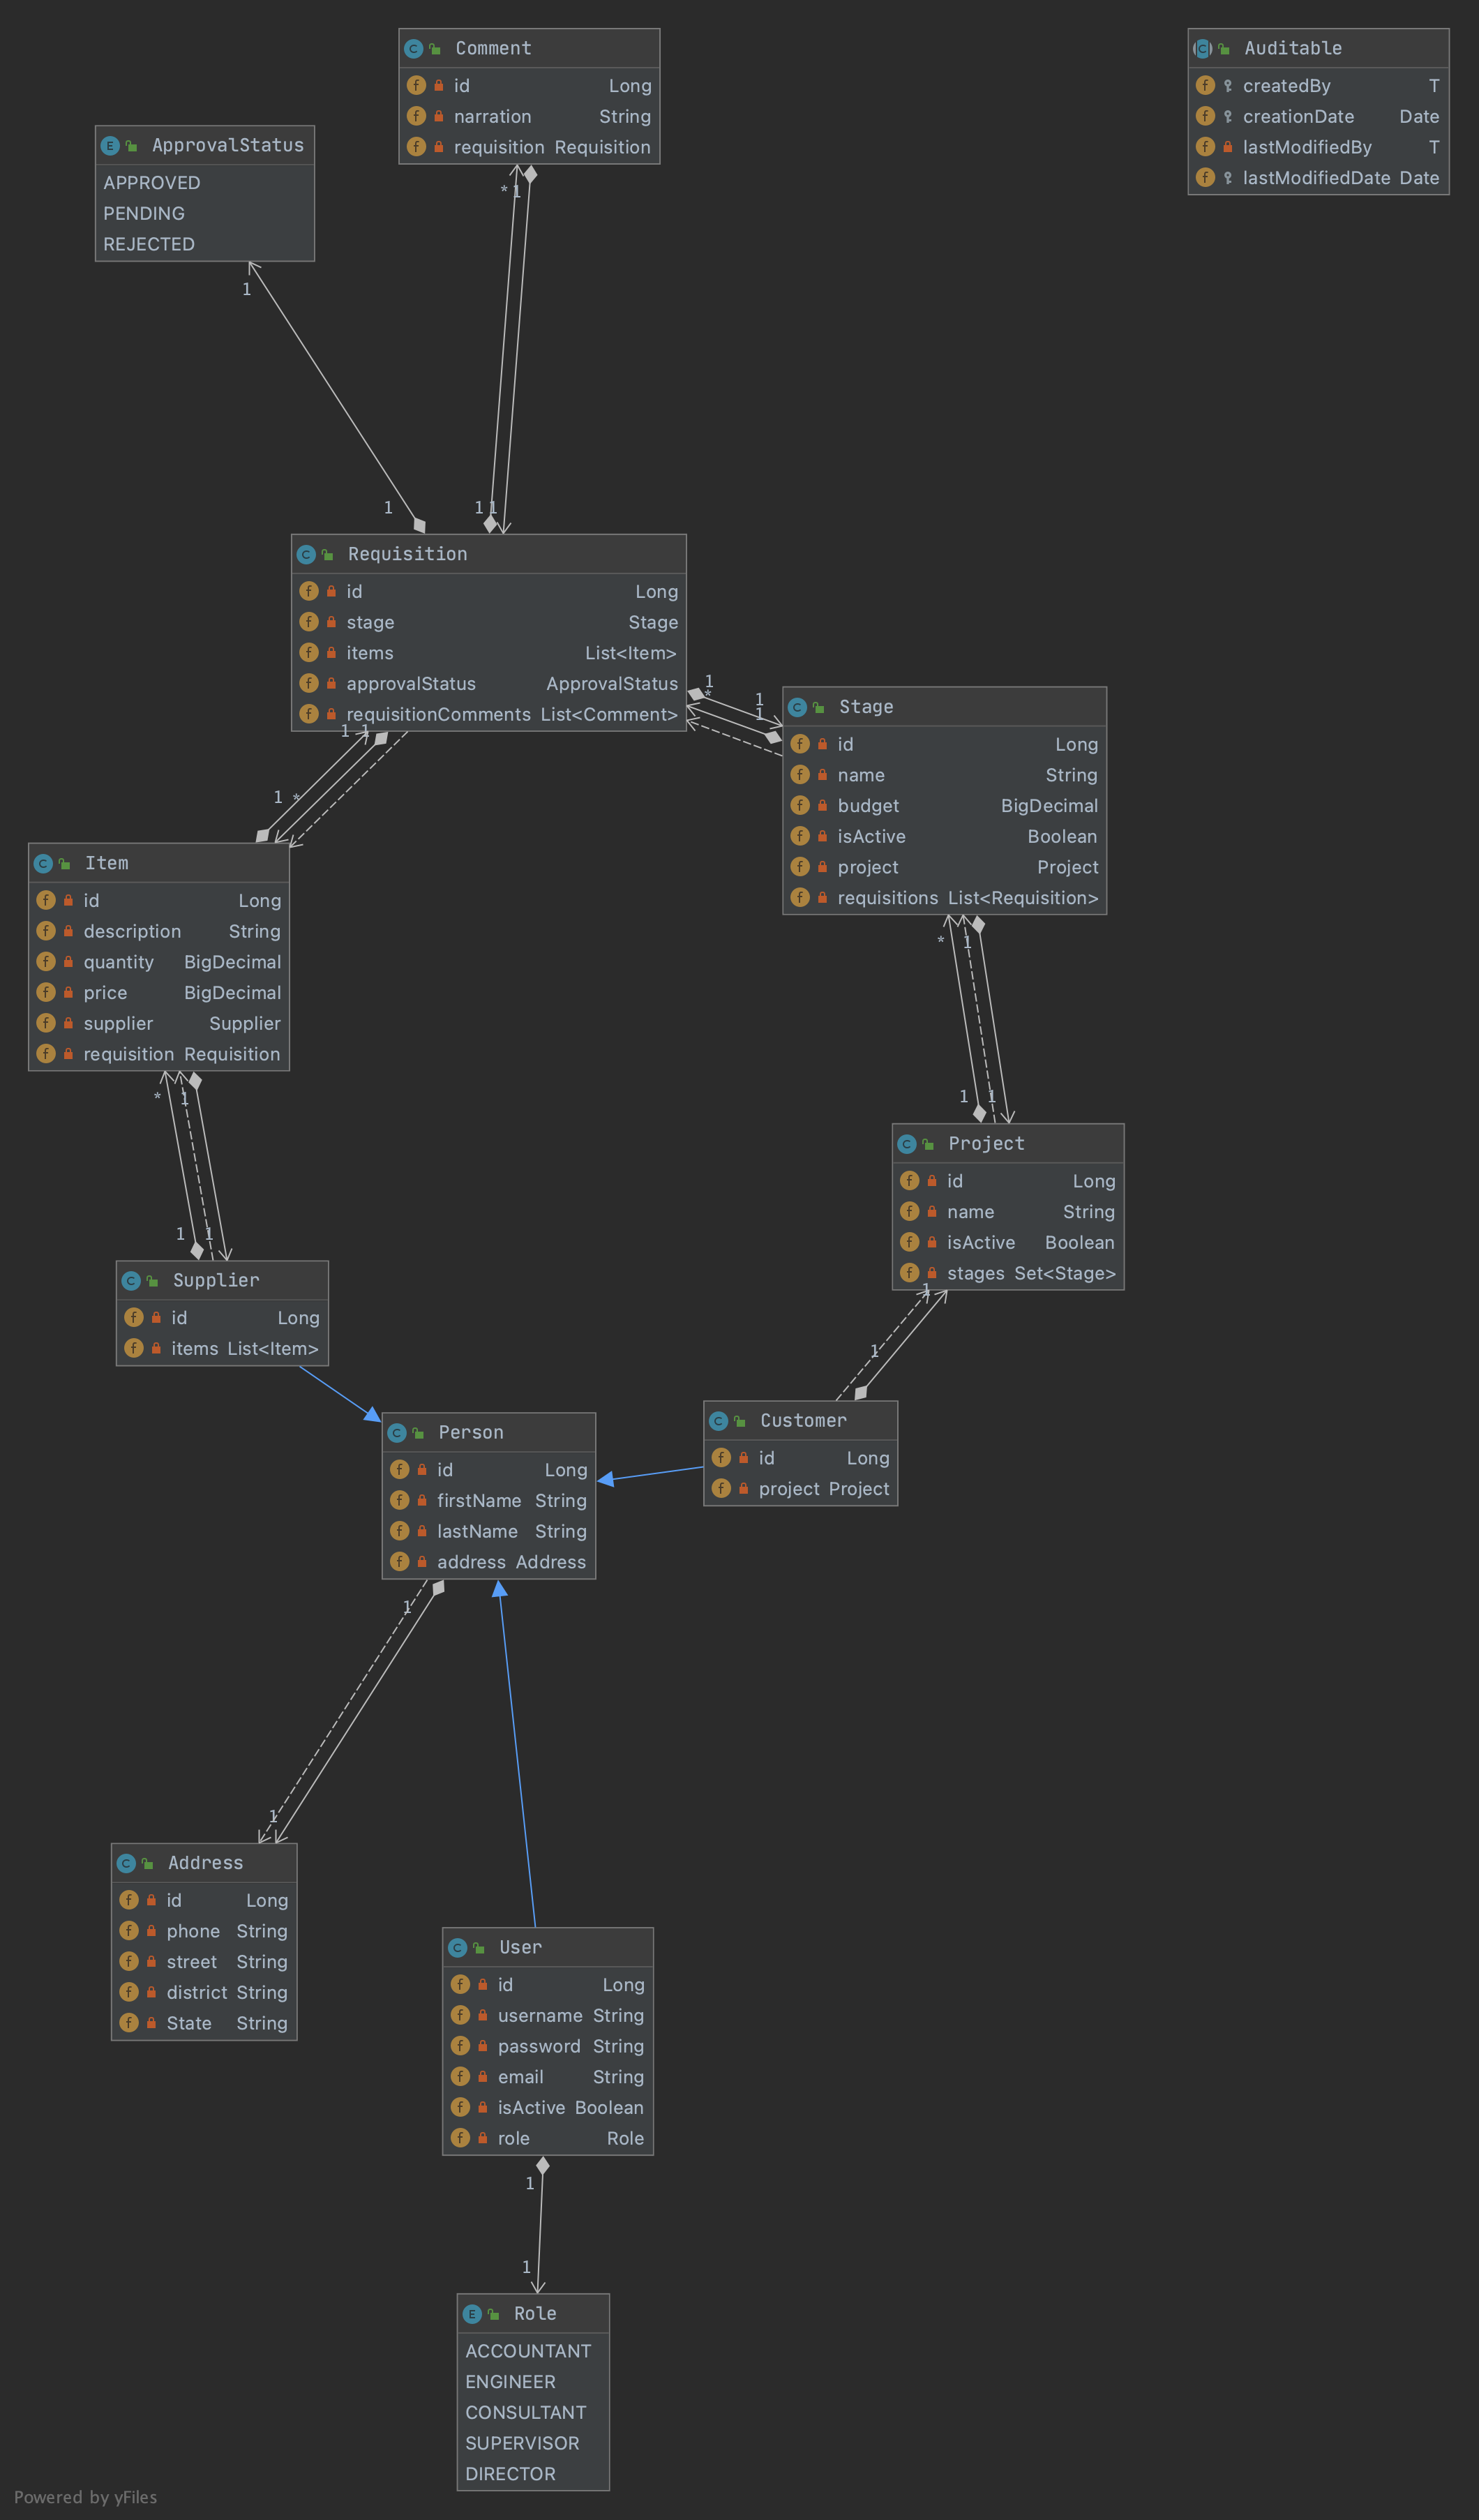 Comment
id Long
narration String
requisition Requisition
* 1
1 1
Auditable
createdBy T
creationDate Date
lastModifiedBy T
lastModifiedDate Date
ApprovalStatus
APPROVED
PENDING
REJECTED
1
1
Requisition
id Long
stage Stage
items List<Item>
approvalStatus ApprovalStatus
requisitionComments List<Comment>
1 1
1 *
1
*
1
1
Stage
id Long
name String
budget BigDecimal
isActive Boolean
project Project
requisitions List<Requisition>
* 1
1 1
Item
id Long
description String
quantity BigDecimal
price BigDecimal
supplier Supplier
requisition Requisition
* 1
1 1
Project
id Long
name String
isActive Boolean
stages Set<Stage>
1
1
Supplier
id Long
items List<Item>
Customer
id Long
project Project
Person
id Long
firstName String
lastName String
address Address
1
1
Address
id Long
phone String
street String
district String
State String
User
id Long
username String
password String
email String
isActive Boolean
role Role
1
1
Role
ACCOUNTANT
ENGINEER
CONSULTANT
SUPERVISOR
DIRECTOR
Powered by yFiles